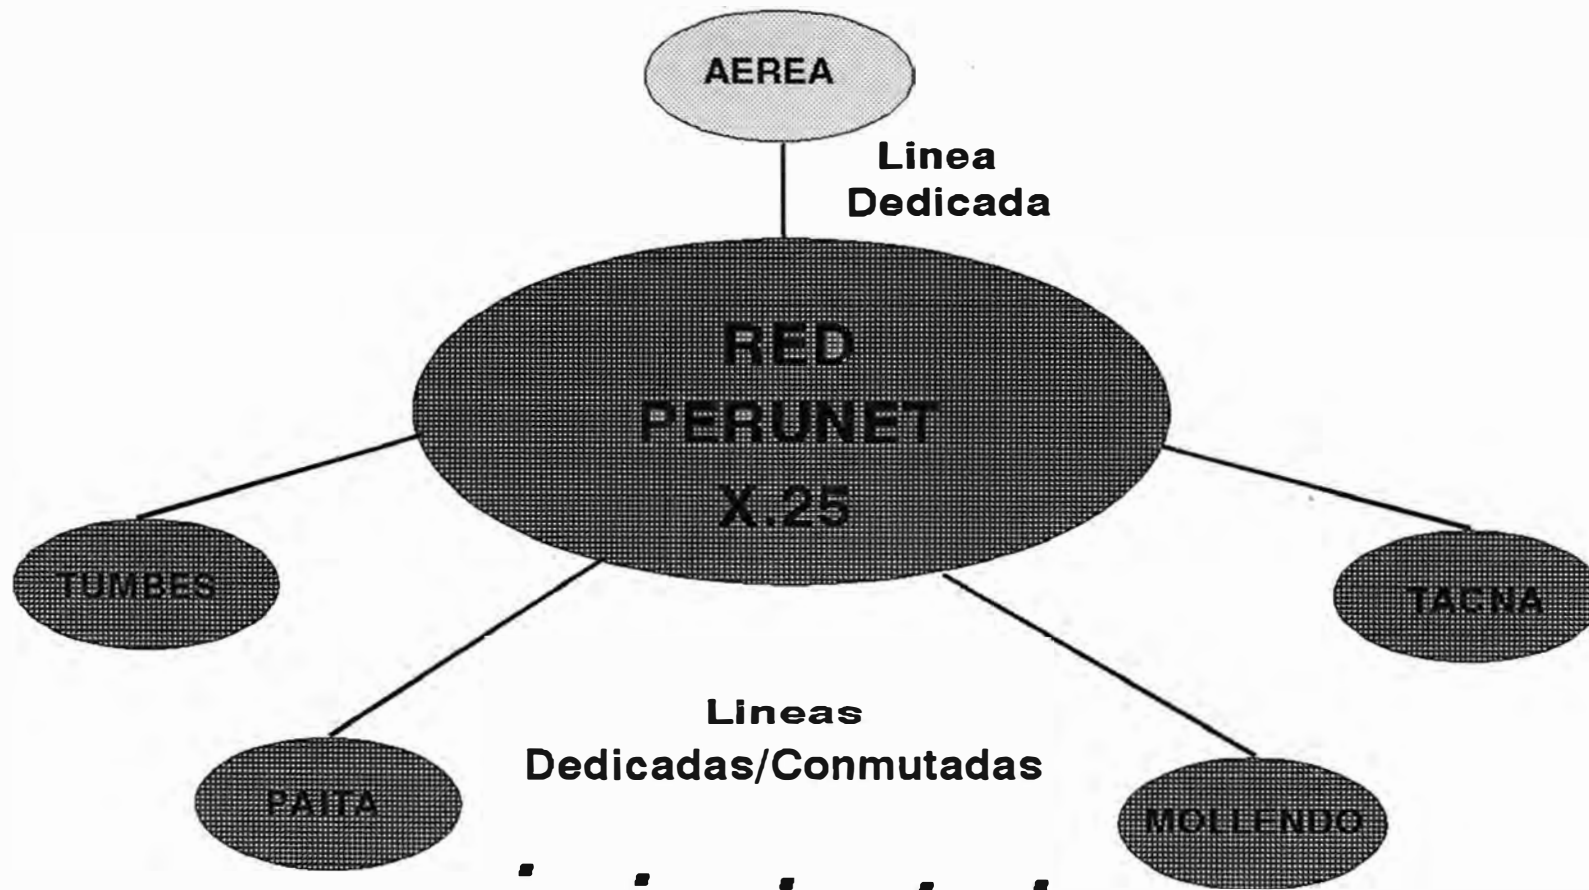 AEREA
Linea
Dedicada
RED
PERUNET
X.25
TUMBES
TACNA
Lineas
Dedicadas/Conmutadas
PAITA
MOLLENDO